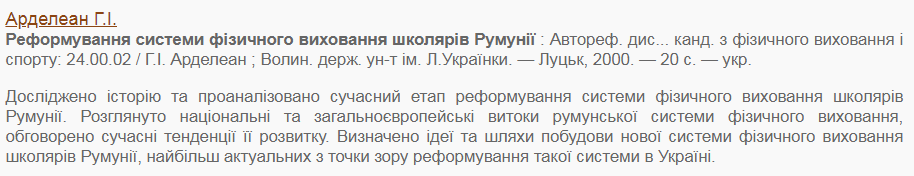 Арделеан Г.І.
Реформування системи фізичного виховання школярів Румунії : Автореф. дис... канд. з фізичного виховання і
спорту: 24.00.02 / Г.І. Арделеан ; Волин. держ. ун-т ім. Л.Українки. — Луцьк, 2000. — 20 с. — укр.
Досліджено історію та проаналізовано сучасний етап реформування системи фізичного виховання школярів
Румунії. Розглянуто національні та загальноєвропейські витоки румунської системи фізичного виховання,
обговорено сучасні тенденції її розвитку. Визначено ідеї та шляхи побудови нової системи фізичного виховання
школярів Румунії, найбільш актуальних з точки зору реформування такої системи в Україні.